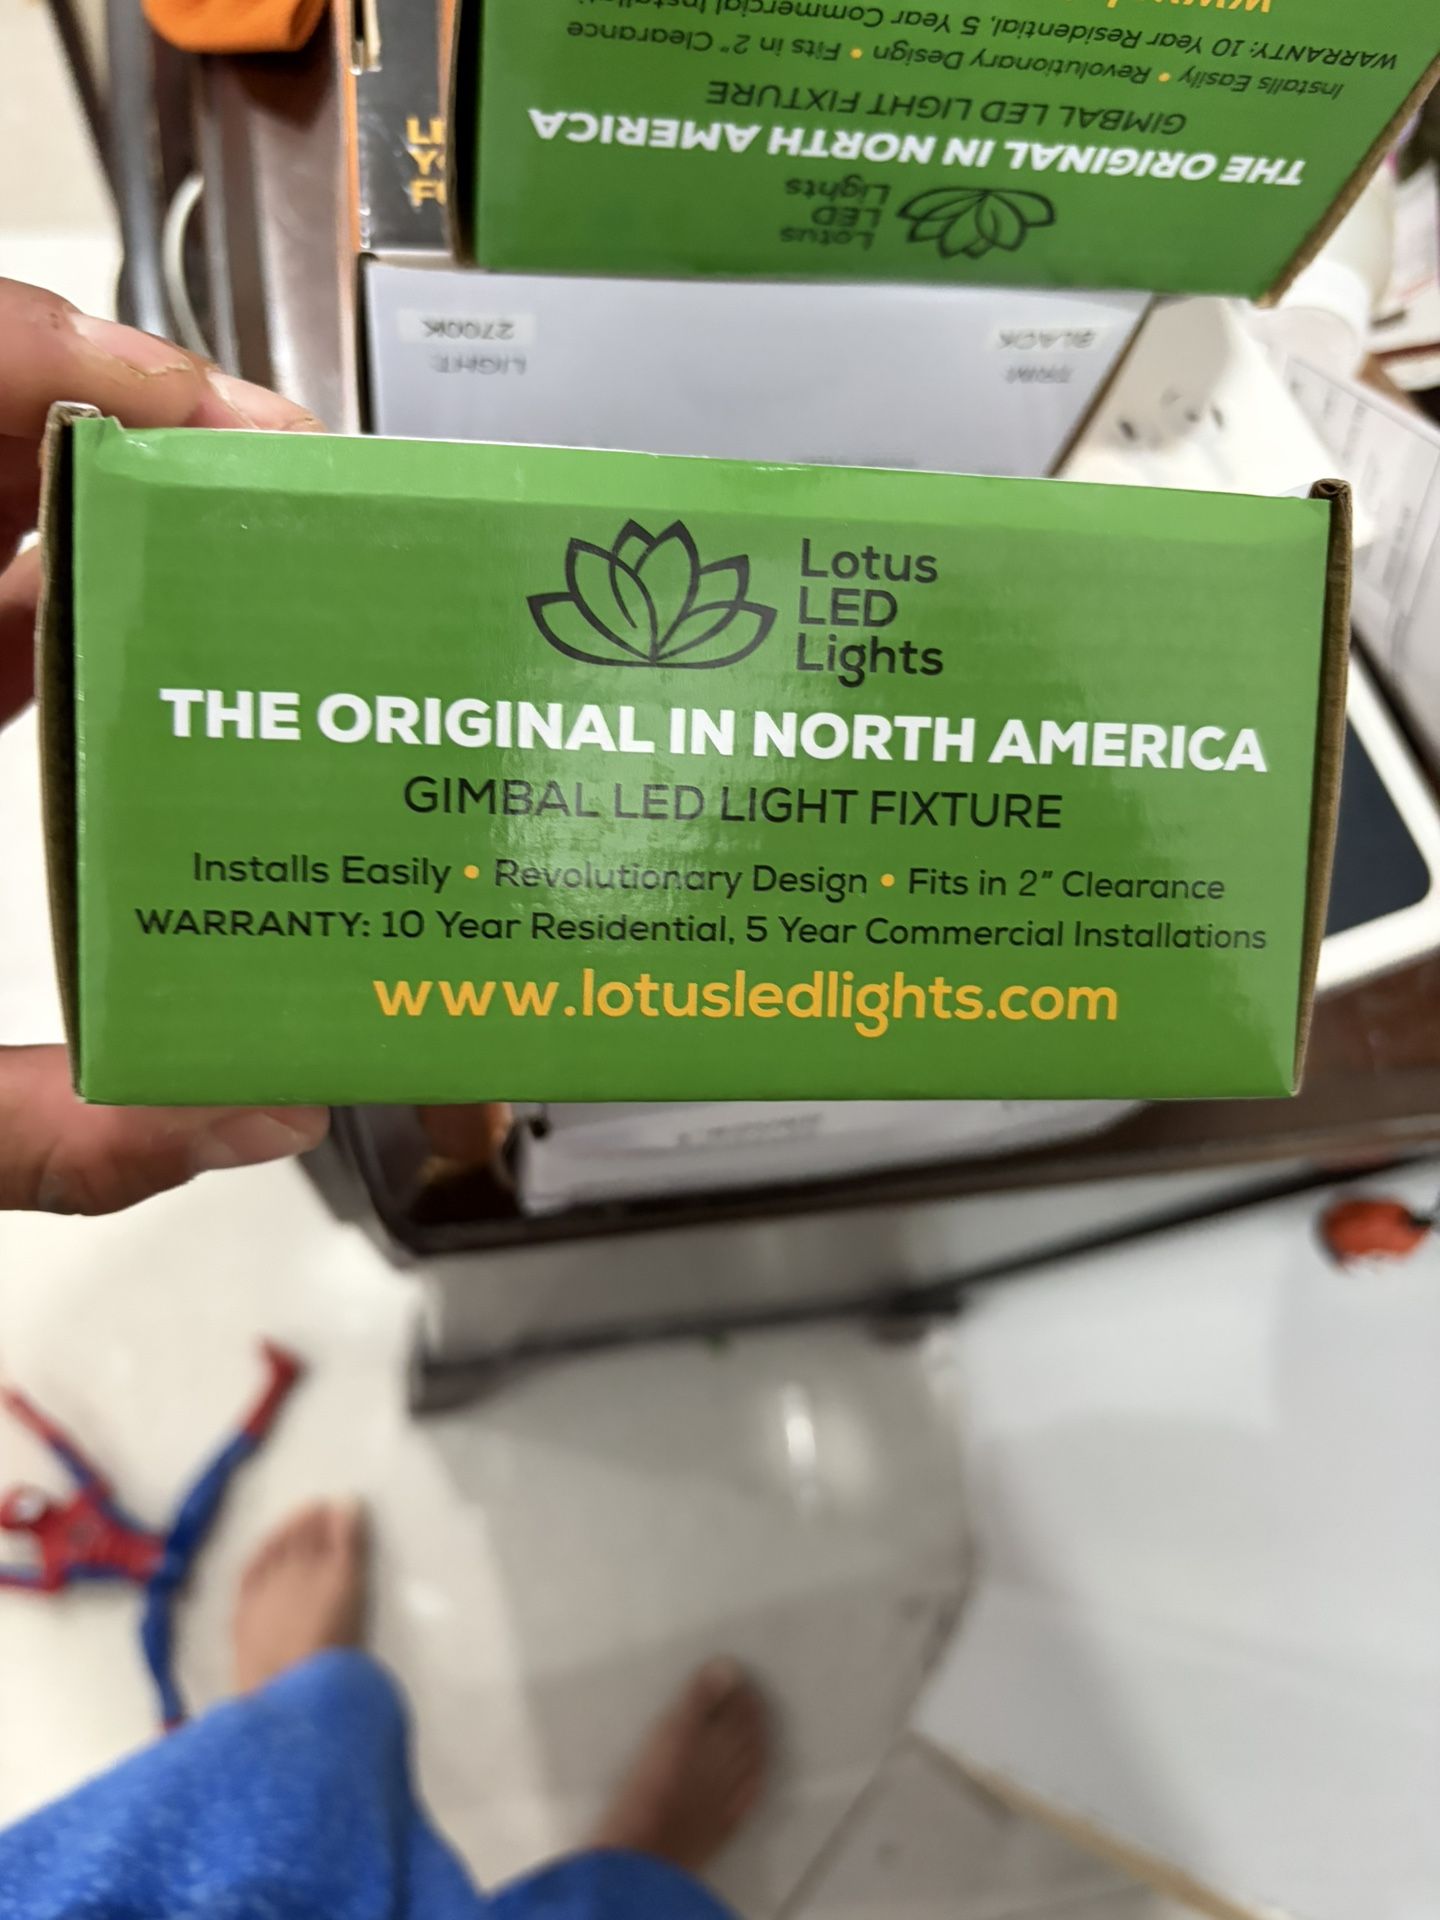 WARRANTY: 10 Year Residential, 5 Year Commercial
Installs Easily • Revolutionary Design • Fits in 2" Clearance
GIMBAL LED LIGHT FIXTURE
THE ORIGINAL IN NORTH AMERICA
Lotus
LED
Lights
2700K
LIGHT
BLACK
TRIM
Lotus
LED
Lights
THE ORIGINAL IN NORTH AMERICA
GIMBAL LED LIGHT FIXTURE
Installs Easily • Revolutionary Design • Fits in 2" Clearance
WARRANTY: 10 Year Residential, 5 Year Commercial Installations
www.lotusledlights.com